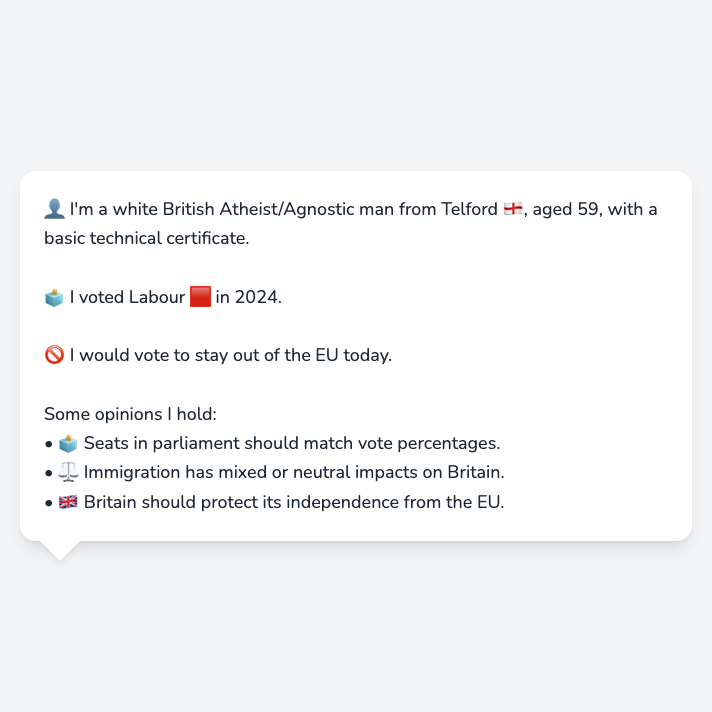 👤 I'm a white British Atheist/Agnostic man from Telford 🏴󠁧󠁢󠁥󠁮󠁧󠁿, aged 59, with a
basic technical certificate.
🗳️ I voted Labour 🟥 in 2024.
🚫 I would vote to stay out of the EU today.
Some opinions I hold:
• 🗳️ Seats in parliament should match vote percentages.
• ⚖️ Immigration has mixed or neutral impacts on Britain.
• 🇬🇧 Britain should protect its independence from the EU.